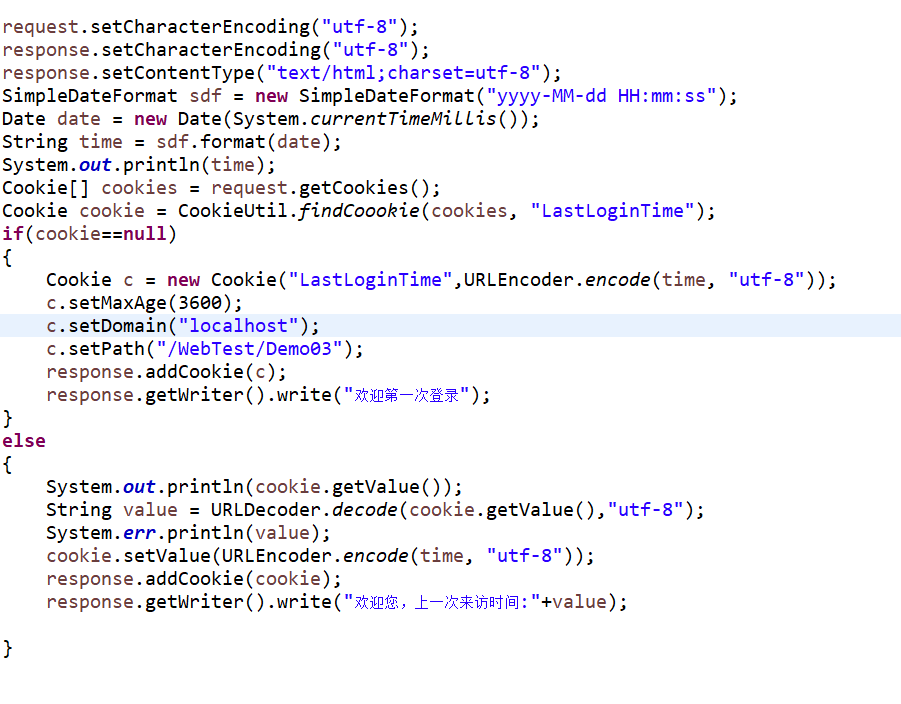 request.setCharacterEncoding("utf-8");
response.setCharacterEncoding("utf-8");
response.setContentType("text/html;charset=utf-8");
SimpleDateFormat sdf = new SimpleDateFormat("yyyy-MM-dd HH:mm:ss");
Date date = new Date(System.currentTimeMillis());
String time = sdf.format(date);
System.out.println(time);
Cookie[] cookies = request.getCookies();
Cookie cookie = CookieUtil.findCoookie(cookies, "LastLoginTime");
if(cookie==null)
{
    Cookie c = new Cookie("LastLoginTime",URLEncoder.encode(time, "utf-8"));
    c.setMaxAge(3600);
    c.setDomain("localhost");
    c.setPath("/WebTest/Demo03");
    response.addCookie(c);
    response.getWriter().write("欢迎第一次登录");
}
else
{
    System.out.println(cookie.getValue());
    String value = URLDecoder.decode(cookie.getValue(),"utf-8");
    System.err.println(value);
    cookie.setValue(URLEncoder.encode(time, "utf-8"));
    response.addCookie(cookie);
    response.getWriter().write("欢迎您，上一次来访时间:"+value);
}